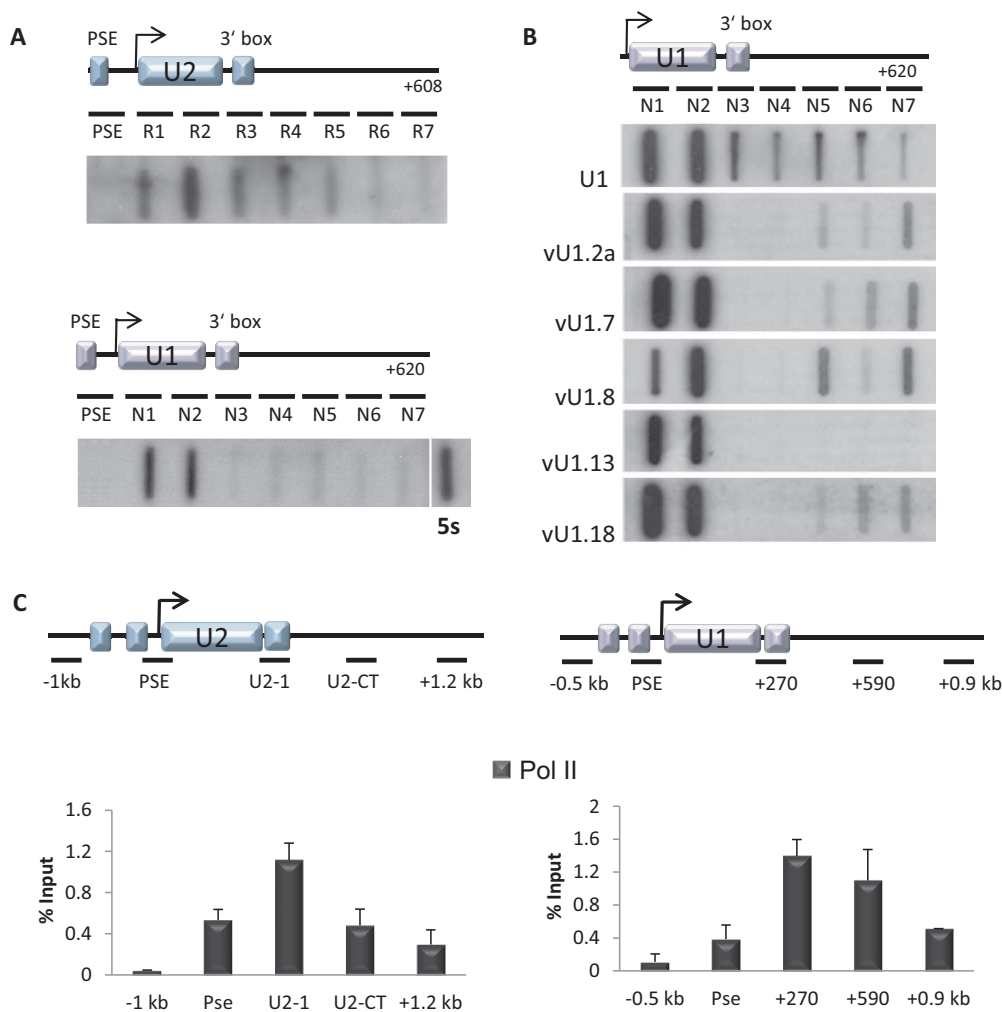 A
PSE
3' box
U2
+608
PSE R1 R2 R3 R4 R5 R6 R7
PSE
3' box
U1
+620
PSE N1 N2 N3 N4 N5 N6 N7
5s
B
3' box
U1
+620
N1 N2 N3 N4 N5 N6 N7
U1
vU1.2a
vU1.7
vU1.8
vU1.13
vU1.18
C
U2
-1kb PSE U2-1 U2-CT +1.2 kb
U1
-0.5 kb PSE +270 +590 +0.9 kb
Pol II
% Input
1.6
1.2
0.8
0.4
0
-1 kb Pse U2-1 U2-CT +1.2 kb
% Input
2
1.6
1.2
0.8
0.4
0
-0.5 kb Pse +270 +590 +0.9 kb